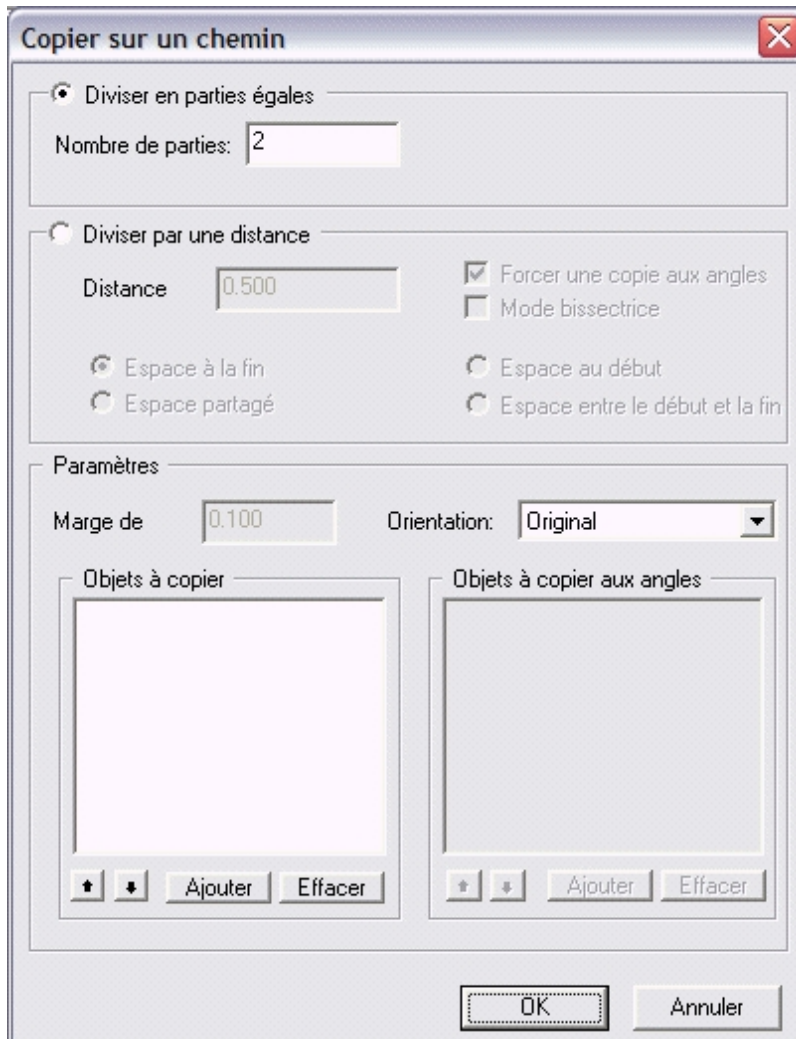 Copier sur un chemin
Diviser en parties égales
Nombre de parties: 2
Diviser par une distance
Distance 0.500
Forcer une copie aux angles
Mode bissectrice
Espace à la fin
Espace au début
Espace partagé
Espace entre le début et la fin
Paramètres
Marge de 0.100 Orientation: Original
Objets à copier
Objets à copier aux angles
Ajouter Effacer
Ajouter Effacer
OK Annuler